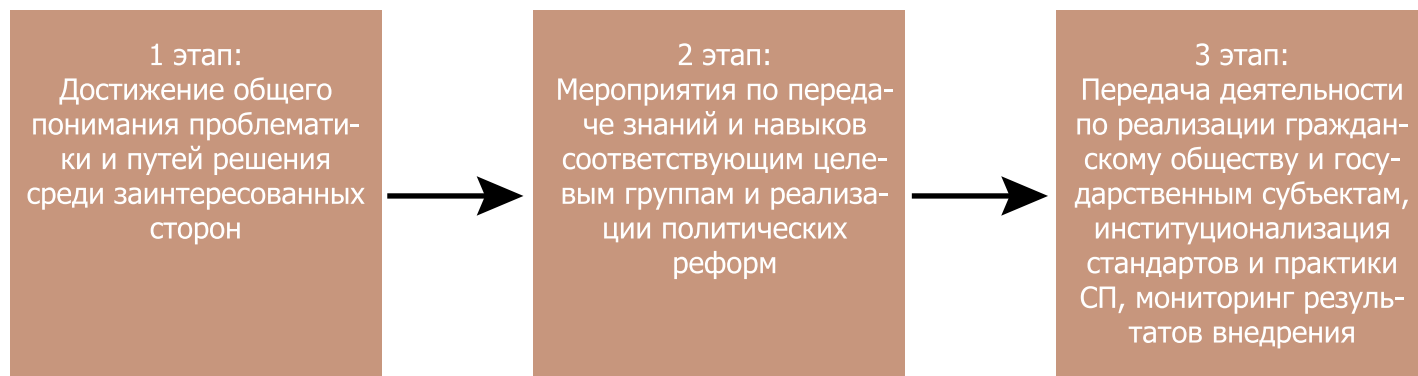 1 этап:
Достижение общего
понимания проблемати-
ки и путей решения
среди заинтересованных
сторон
2 этап:
Мероприятия по переда-
че знаний и навыков
соответствующим целе-
вым группам и реализа-
ции политических
реформ
3 этап:
Передача деятельности
по реализации граждан-
скому обществу и госу-
дарственным субъектам,
институционализация
стандартов и практики
СП, мониторинг резуль-
татов внедрения